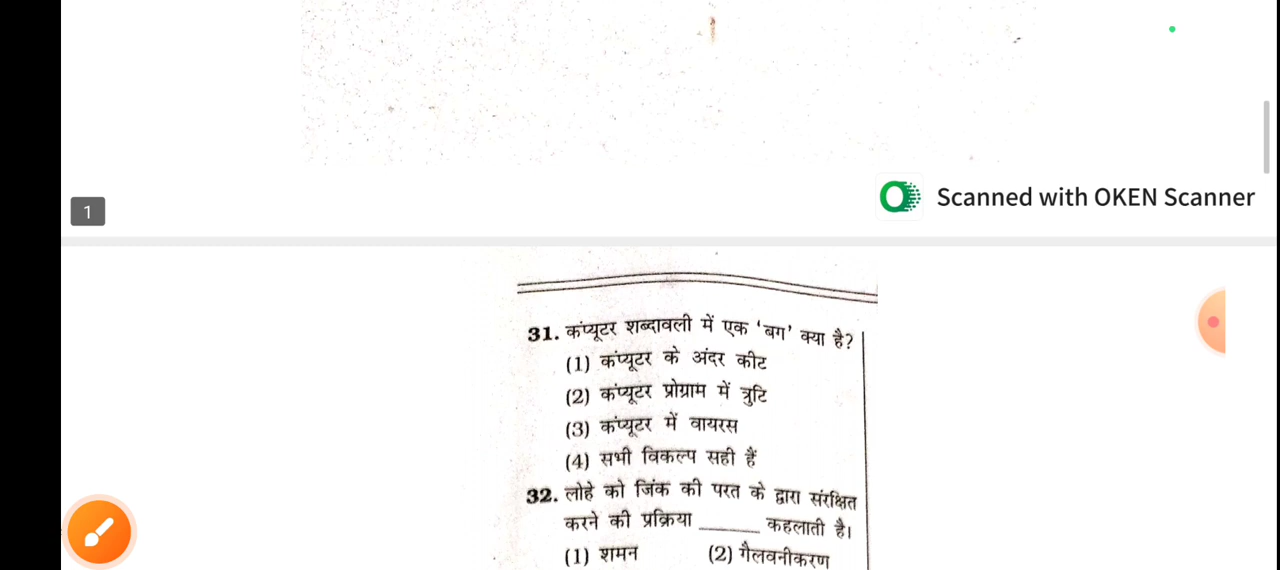 1
Scanned with OKEN Scanner
31. कंप्यूटर शब्दावली में एक 'बग' क्या है?
(1) कंप्यूटर के अंदर कीट
(2) कंप्यूटर प्रोग्राम में त्रुटि
(3) कंप्यूटर में वायरस
(4) सभी विकल्प सही हैं
32. लोहे को जिंक की परत के द्वारा संरक्षित
करने की प्रक्रिया ______ कहलाती है।
(1) शमन (2) गैलवनीकरण